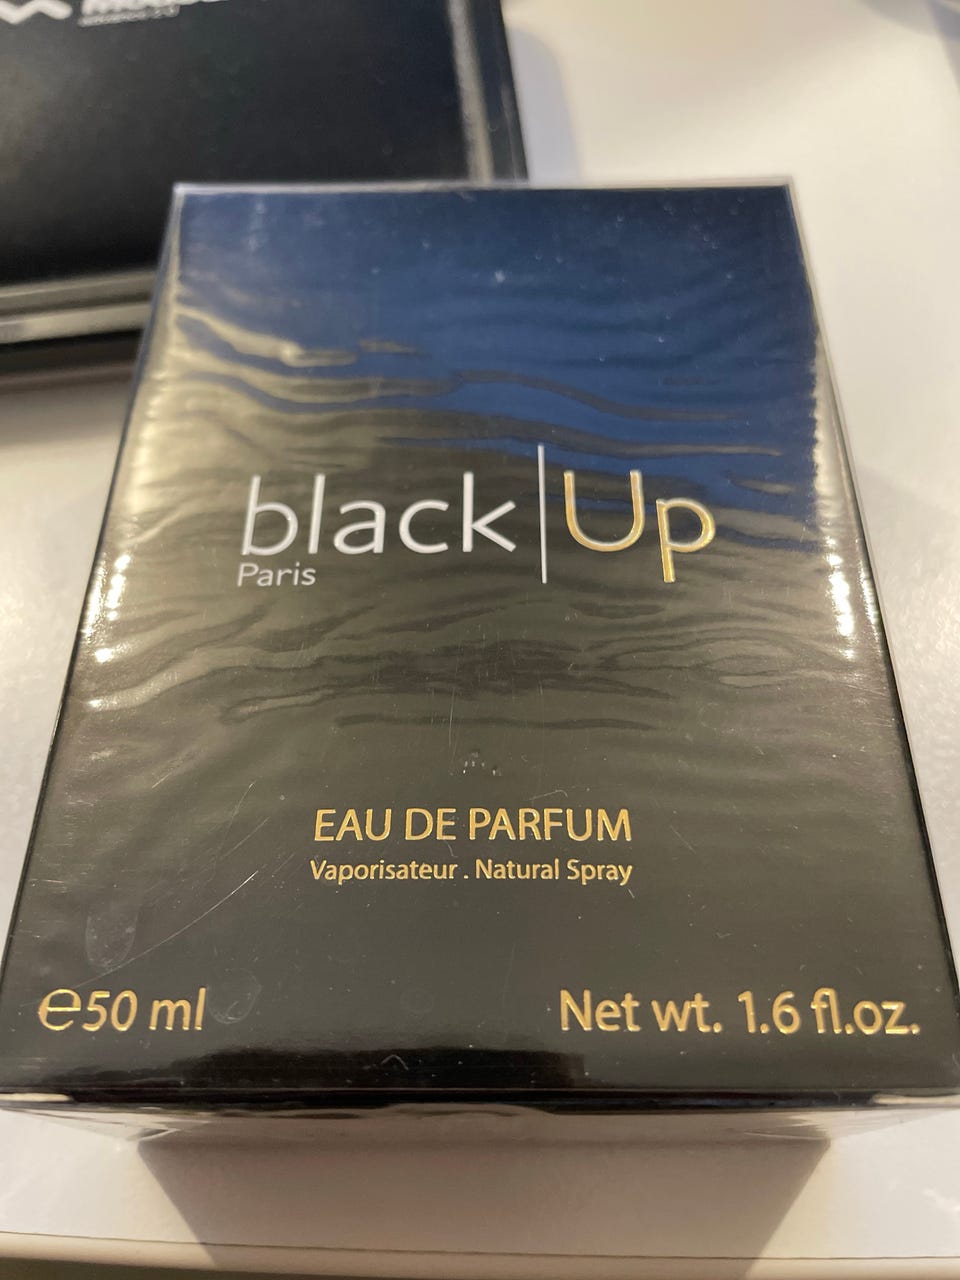 black | Up
Paris
EAU DE PARFUM
Vaporisateur . Natural Spray
℮50 ml
Net wt. 1.6 fl.oz.